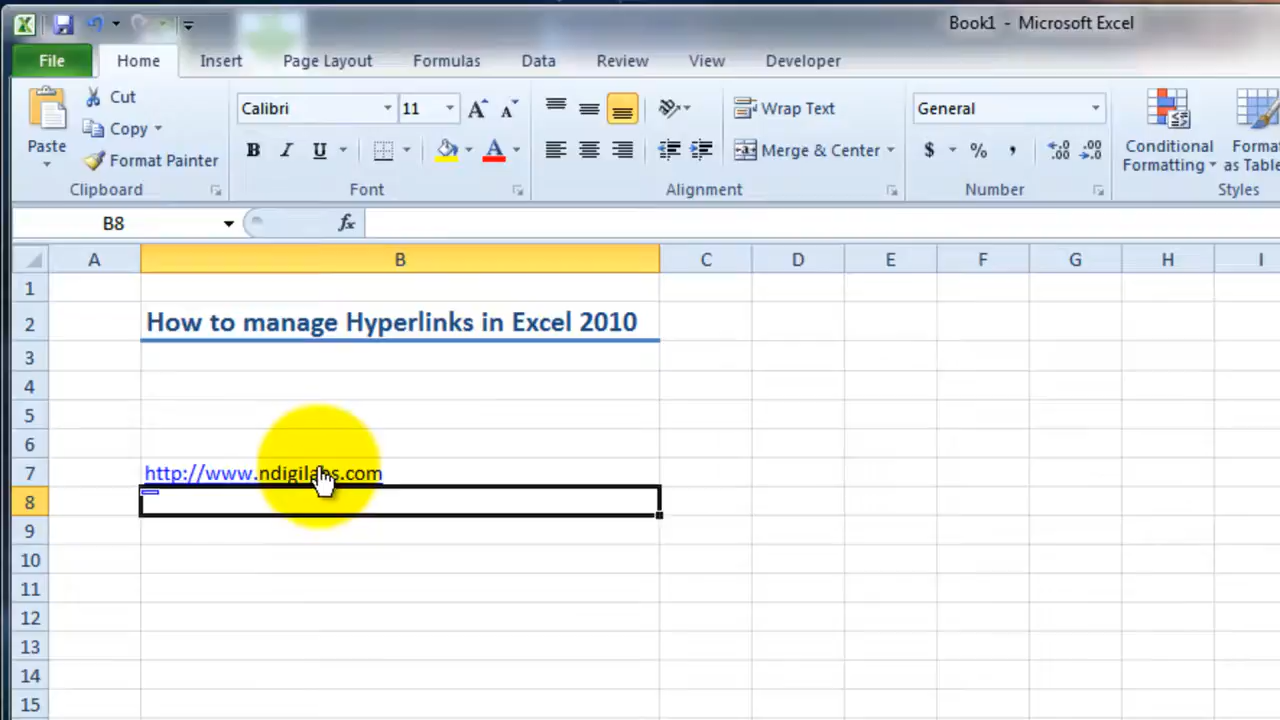 Book1 - Microsoft Excel
File Home Insert Page Layout Formulas Data Review View Developer
Cut
Copy
Format Painter
Paste
Clipboard
Calibri 11
B I U A
Font
Wrap Text
Merge & Center
Alignment
General
$ % ,
Number
Conditional
Formatting
Format
as Table
Styles
B8 fx
A B C D E F G H I
1
2 How to manage Hyperlinks in Excel 2010
3
4
5
6
7 http://www.ndigilabs.com
8
9
10
11
12
13
14
15